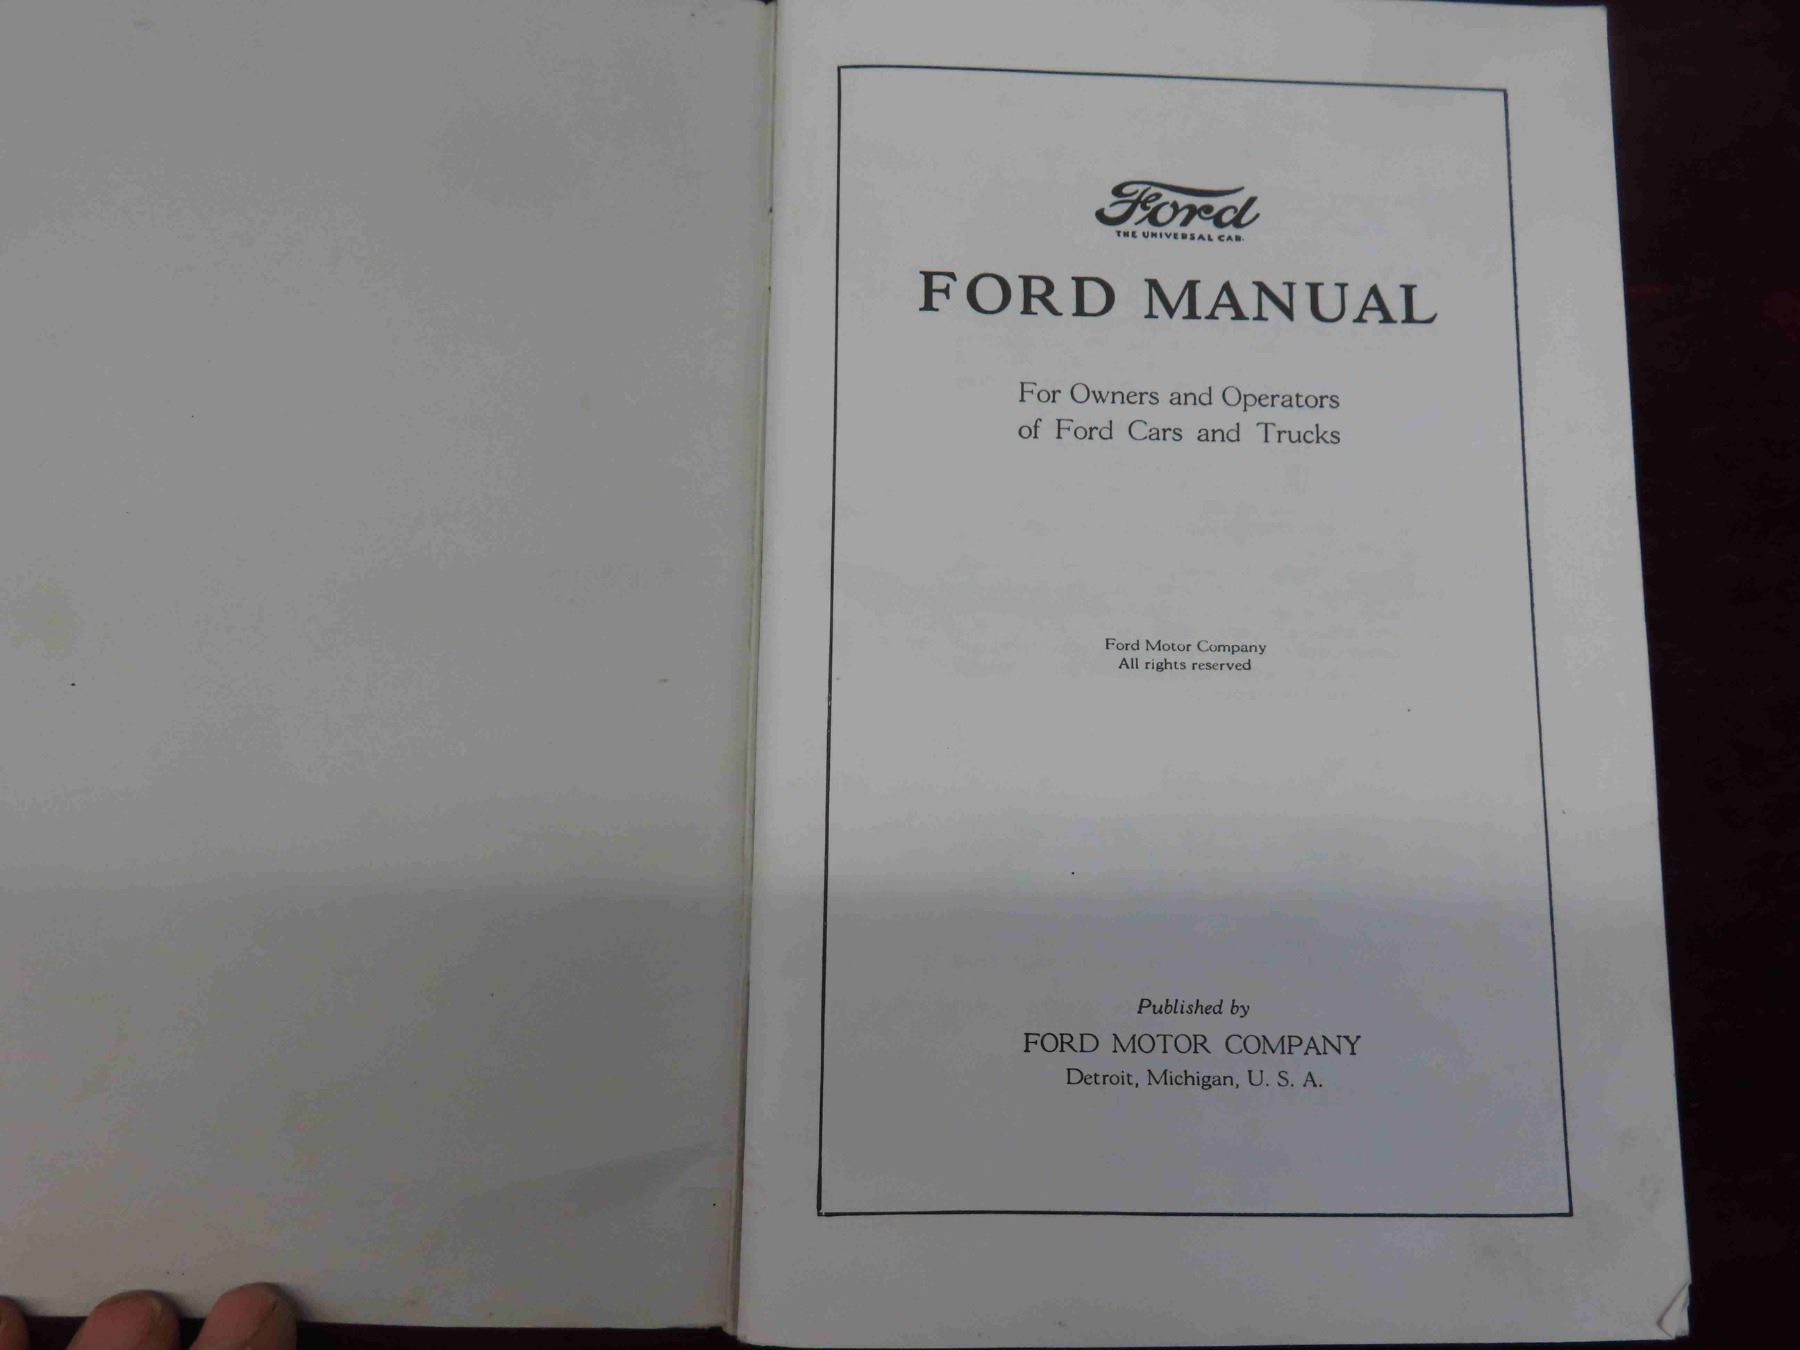 Ford
THE UNIVERSAL CAR.
FORD MANUAL
For Owners and Operators
of Ford Cars and Trucks
Ford Motor Company
All rights reserved
Published by
FORD MOTOR COMPANY
Detroit, Michigan, U. S. A.